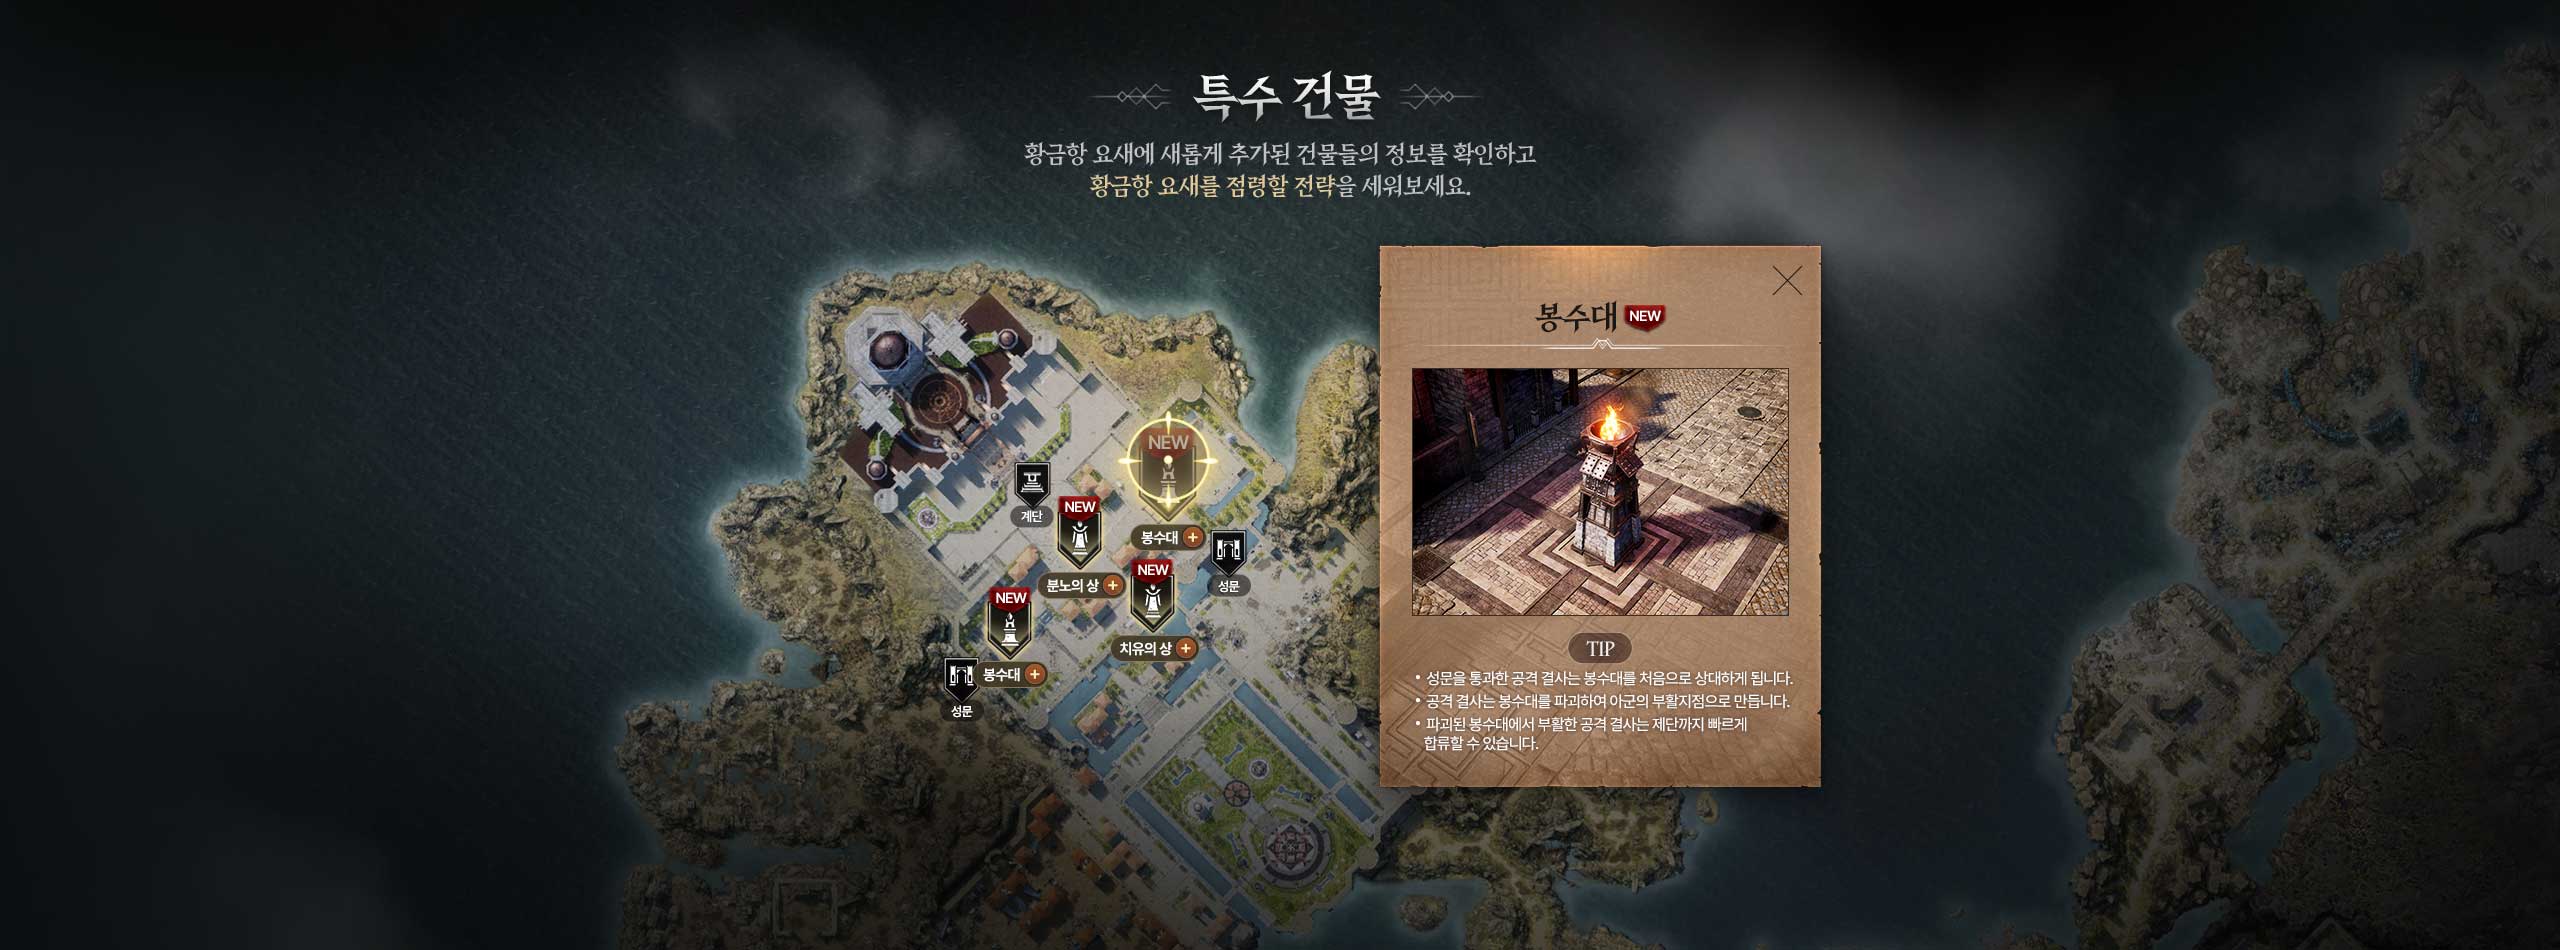 특수 건물
황금항 요새에 새롭게 추가된 건물들의 정보를 확인하고
황금항 요새를 점령할 전략을 세워보세요.
봉수대 NEW
NEW
계단
NEW
봉수대 +
분노의 상 +
NEW
성문
NEW
치유의 상 +
봉수대 +
성문
TIP
• 성문을 통과한 공격 결사는 봉수대를 처음으로 상대하게 됩니다.
• 공격 결사는 봉수대를 파괴하여 아군의 부활지점으로 만듭니다.
• 파괴된 봉수대에서 부활한 공격 결사는 제단까지 빠르게
합류할 수 있습니다.